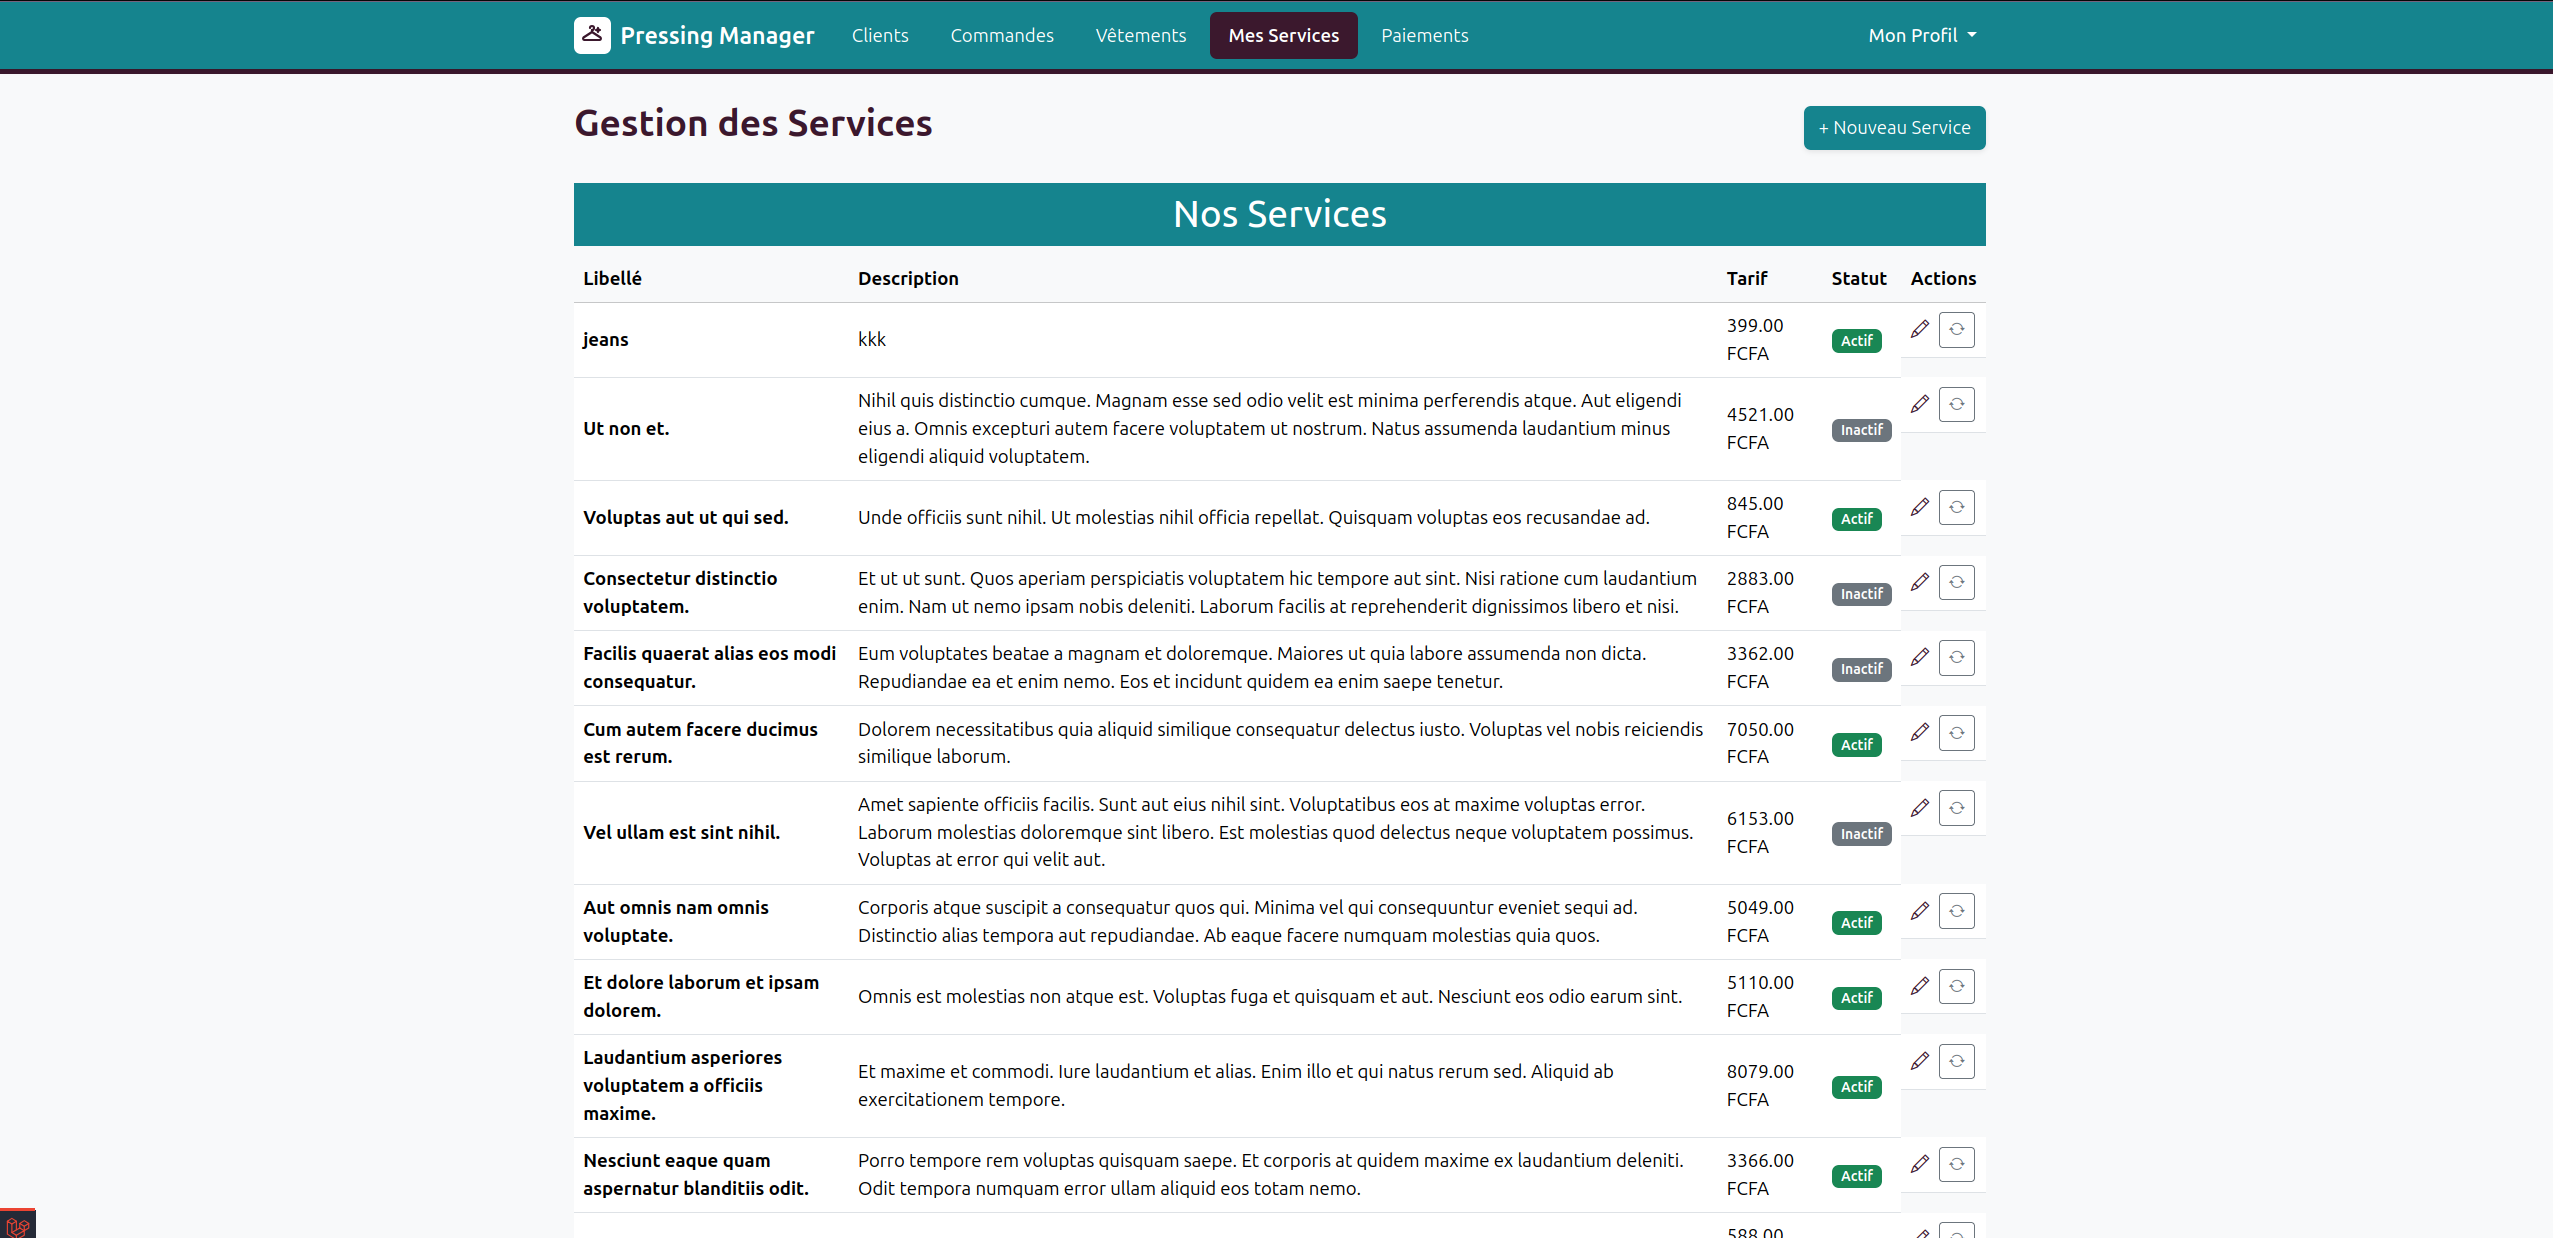 Pressing Manager Clients Commandes Vêtements Mes Services Paiements Mon Profil
Gestion des Services
+ Nouveau Service
Nos Services
Libellé Description Tarif Statut Actions
jeans kkk 399.00 FCFA Actif
Ut non et.
Nihil quis distinctio cumque. Magnam esse sed odio velit est minima perferendis atque. Aut eligendi
eius a. Omnis excepturi autem facere voluptatem ut nostrum. Natus assumenda laudantium minus
eligendi aliquid voluptatem.
4521.00
FCFA
Inactif
Voluptas aut ut qui sed.
Unde officiis sunt nihil. Ut molestias nihil officia repellat. Quisquam voluptas eos recusandae ad.
845.00
FCFA
Actif
Consectetur distinctio
voluptatem.
Et ut ut sunt. Quos aperiam perspiciatis voluptatem hic tempore aut sint. Nisi ratione cum laudantium
enim. Nam ut nemo ipsam nobis deleniti. Laborum facilis at reprehenderit dignissimos libero et nisi.
2883.00
FCFA
Inactif
Facilis quaerat alias eos modi
consequatur.
Eum voluptates beatae a magnam et doloremque. Maiores ut quia labore assumenda non dicta.
Repudiandae ea et enim nemo. Eos et incidunt quidem ea enim saepe tenetur.
3362.00
FCFA
Inactif
Cum autem facere ducimus
est rerum.
Dolorem necessitatibus quia aliquid similique consequatur delectus iusto. Voluptas vel nobis reiciendis
similique laborum.
7050.00
FCFA
Actif
Vel ullam est sint nihil.
Amet sapiente officiis facilis. Sunt aut eius nihil sint. Voluptatibus eos at maxime voluptas error.
Laborum molestias doloremque sint libero. Est molestias quod delectus neque voluptatem possimus.
Voluptas at error qui velit aut.
6153.00
FCFA
Inactif
Aut omnis nam omnis
voluptate.
Corporis atque suscipit a consequatur quos qui. Minima vel qui consequuntur eveniet sequi ad.
Distinctio alias tempora aut repudiandae. Ab eaque facere numquam molestias quia quos.
5049.00
FCFA
Actif
Et dolore laborum et ipsam
dolorem.
Omnis est molestias non atque est. Voluptas fuga et quisquam et aut. Nesciunt eos odio earum sint.
5110.00
FCFA
Actif
Laudantium asperiores
voluptatem a officiis
maxime.
Et maxime et commodi. Iure laudantium et alias. Enim illo et qui natus rerum sed. Aliquid ab
exercitationem tempore.
8079.00
FCFA
Actif
Nesciunt eaque quam
aspernatur blanditiis odit.
Porro tempore rem voluptas quisquam saepe. Et corporis at quidem maxime ex laudantium deleniti.
Odit tempora numquam error ullam aliquid eos totam nemo.
3366.00
FCFA
Actif
588.00